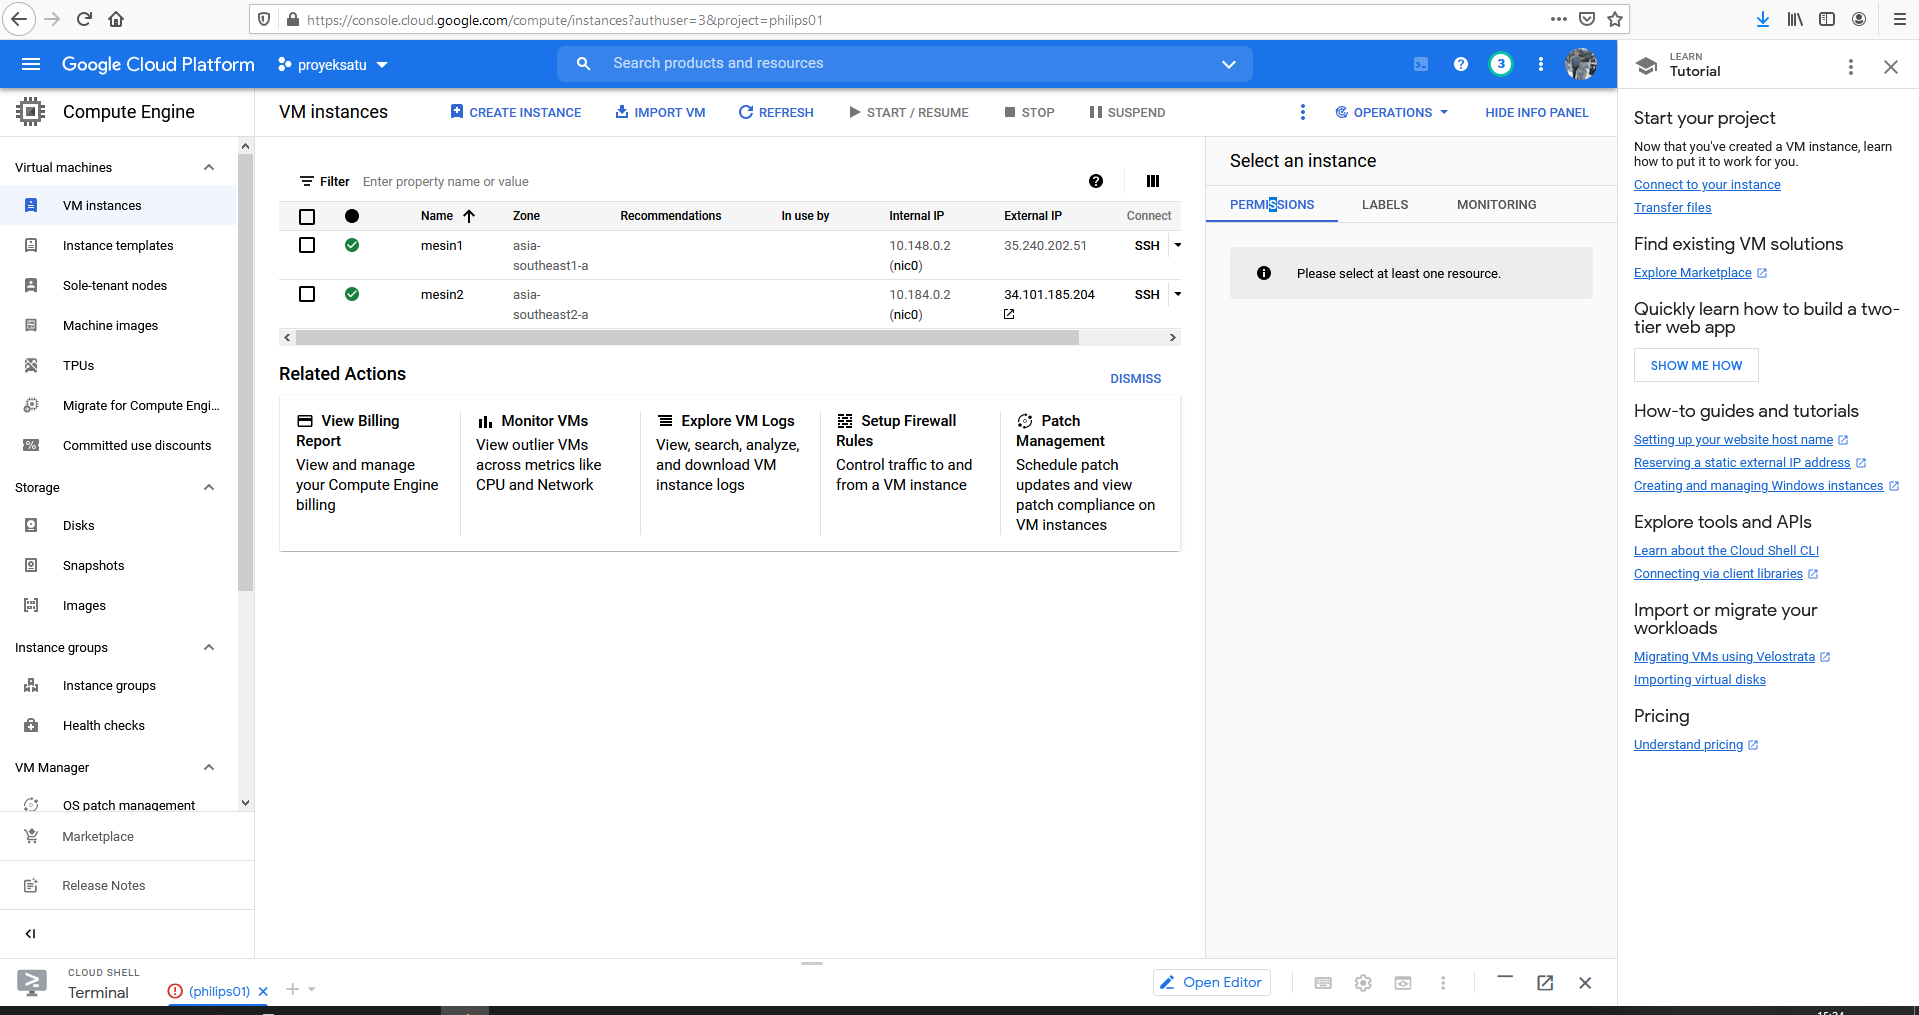 https://console.cloud.google.com/compute/instances?authuser=3&project=philips01
Google Cloud Platform
proyeksatu
Search products and resources
3
LEARN
Tutorial
Compute Engine
Virtual machines
VM instances
Instance templates
Sole-tenant nodes
Machine images
TPUs
Migrate for Compute Engi...
Committed use discounts
Storage
Disks
Snapshots
Images
Instance groups
Instance groups
Health checks
VM Manager
OS patch management
Marketplace
Release Notes
VM instances
CREATE INSTANCE
IMPORT VM
REFRESH
START / RESUME
STOP
SUSPEND
OPERATIONS
HIDE INFO PANEL
Filter
Enter property name or value
Name Zone Recommendations In use by Internal IP External IP Connect
mesin1 asia- 10.148.0.2 35.240.202.51 SSH
southeast1-a (nic0)
mesin2 asia- 10.184.0.2 34.101.185.204 SSH
southeast2-a (nic0)
Related Actions
DISMISS
View Billing
Report
View and manage
your Compute Engine
billing
Monitor VMs
View outlier VMs
across metrics like
CPU and Network
Explore VM Logs
View, search, analyze,
and download VM
instance logs
Setup Firewall
Rules
Control traffic to and
from a VM instance
Patch
Management
Schedule patch
updates and view
patch compliance on
VM instances
Select an instance
PERMISSIONS
LABELS
MONITORING
Please select at least one resource.
Start your project
Now that you've created a VM instance, learn
how to put it to work for you.
Connect to your instance
Transfer files
Find existing VM solutions
Explore Marketplace
Quickly learn how to build a two-
tier web app
SHOW ME HOW
How-to guides and tutorials
Setting up your website host name
Reserving a static external IP address
Creating and managing Windows instances
Explore tools and APIs
Learn about the Cloud Shell CLI
Connecting via client libraries
Import or migrate your
workloads
Migrating VMs using Velostrata
Importing virtual disks
Pricing
Understand pricing
CLOUD SHELL
Terminal
(philips01)
Open Editor